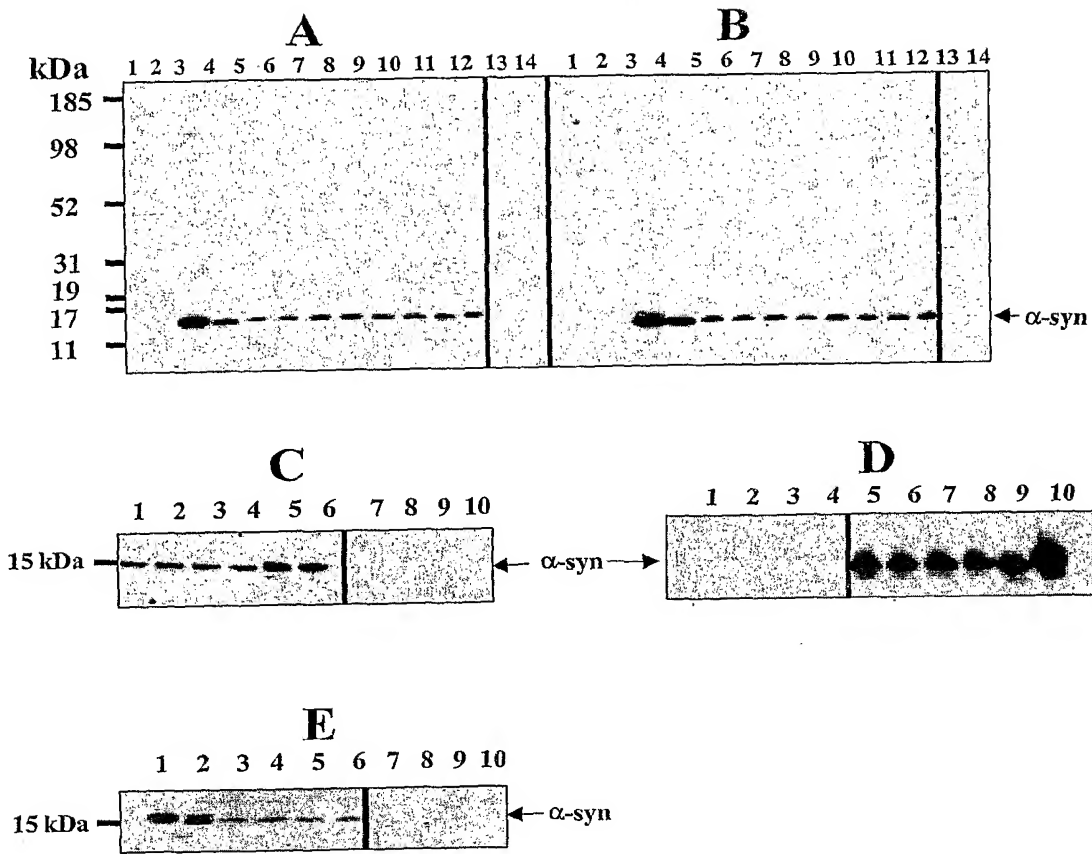 A B
kDa 1 2 3 4 5 6 7 8 9 10 11 12 13 14 1 2 3 4 5 6 7 8 9 10 11 12 13 14
185
98
52
31
19
17 α-syn
11
C D
1 2 3 4 5 6 7 8 9 10 1 2 3 4 5 6 7 8 9 10
15 kDa α-syn
E
1 2 3 4 5 6 7 8 9 10
15 kDa α-syn